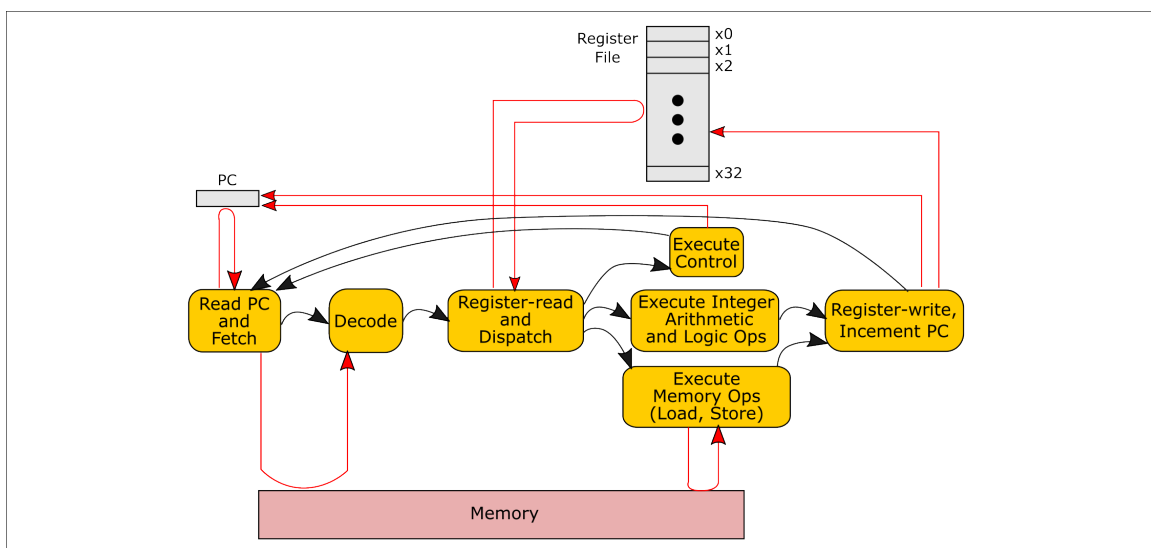 Register
File
x0
x1
x2
x32
PC
Read PC
and
Fetch
Decode
Register-read
and
Dispatch
Execute
Control
Execute Integer
Arithmetic
and Logic Ops
Execute
Memory Ops
(Load, Store)
Register-write,
Incement PC
Memory